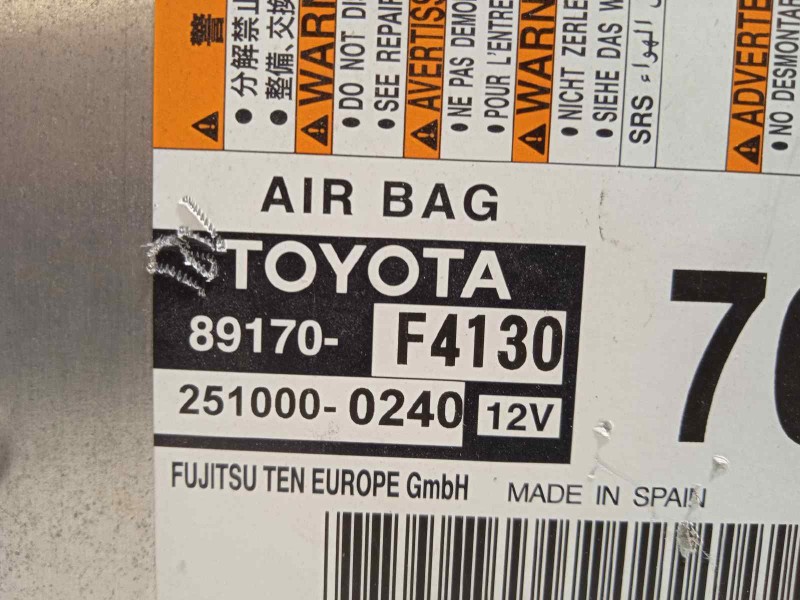 警
• 分解禁止
• 整備、交換
WARN
• DO NOT DI
• SEE REPAIR
AVERTISS
• NE PAS DEMO
• POUR L'ENTRE
WARN
• NICHT ZERLE
• SIEHE DAS W
SRS الهواء
ADVERTE
• NO DESMONTAR
AIR BAG
TOYOTA
89170- F4130
251000- 0240 12V
FUJITSU TEN EUROPE GmbH
MADE IN SPAIN